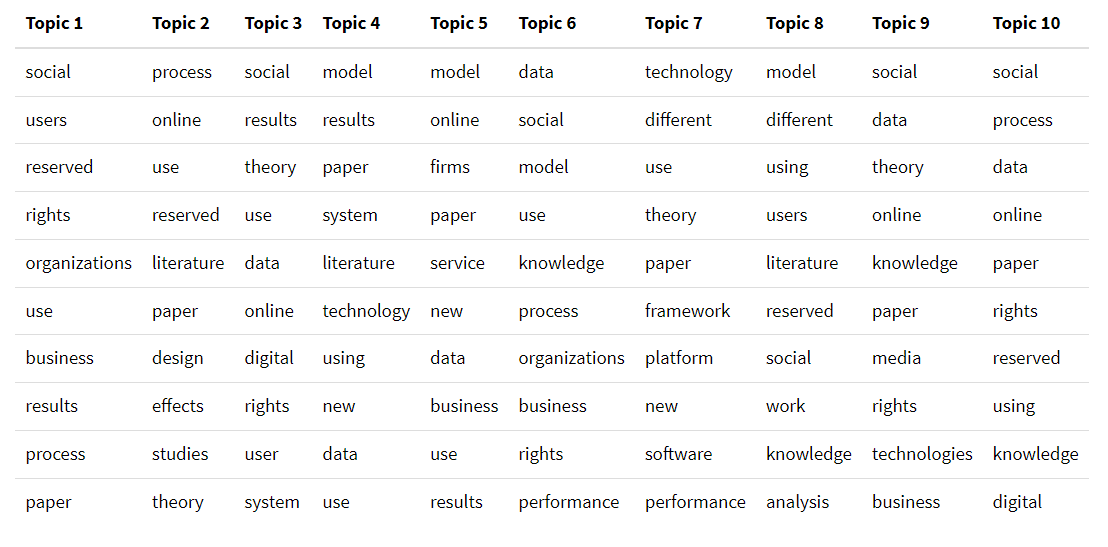 Topic 1 Topic 2 Topic 3 Topic 4 Topic 5 Topic 6 Topic 7 Topic 8 Topic 9 Topic 10
social process social model model data technology model social social
users online results results online social different different data process
reserved use theory paper firms model use using theory data
rights reserved use system paper use theory users online online
organizations literature data literature service knowledge paper literature knowledge paper
use paper online technology new process framework reserved paper rights
business design digital using data organizations platform social media reserved
results effects rights new business business new work rights using
process studies user data use rights software knowledge technologies knowledge
paper theory system use results performance performance analysis business digital